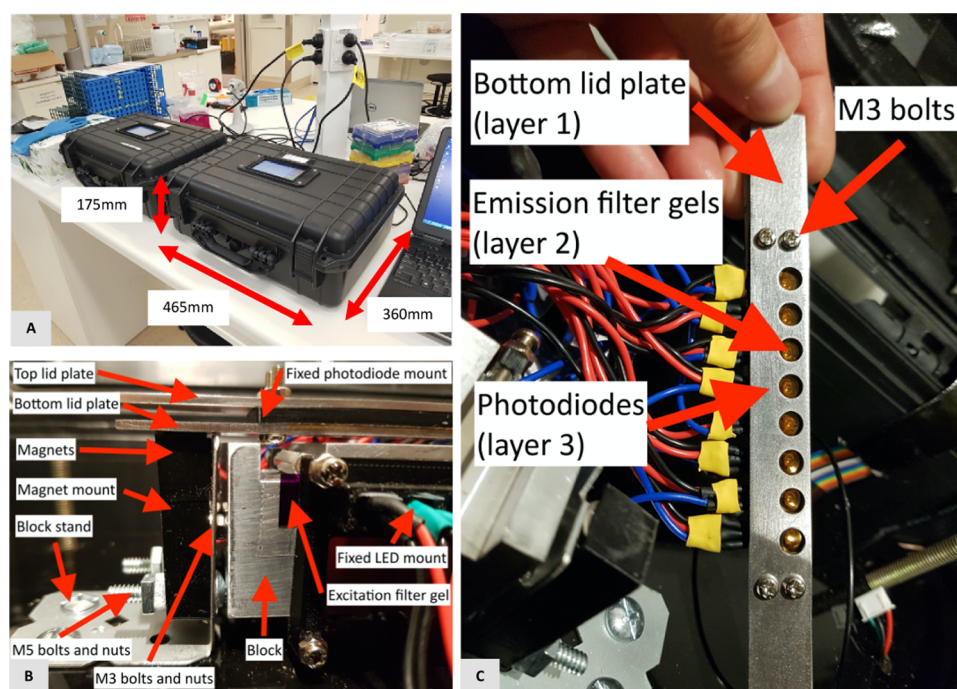 175mm
465mm
360mm
A
Top lid plate
Fixed photodiode mount
Bottom lid plate
Magnets
Magnet mount
Block stand
Fixed LED mount
Excitation filter gel
M5 bolts and nuts
Block
M3 bolts and nuts
B
Bottom lid plate
(layer 1)
M3 bolts
Emission filter gels
(layer 2)
Photodiodes
(layer 3)
C